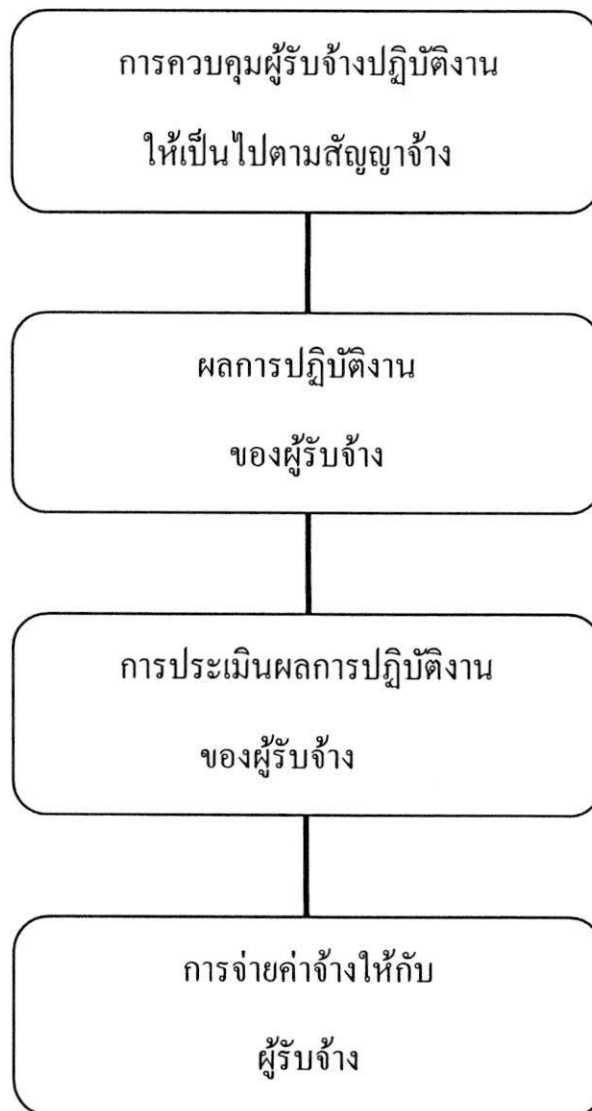 การควบคุมผู้รับจ้างปฏิบัติงาน
ให้เป็นไปตามสัญญาจ้าง
ผลการปฏิบัติงาน
ของผู้รับจ้าง
การประเมินผลการปฏิบัติงาน
ของผู้รับจ้าง
การจ่ายค่าจ้างให้กับ
ผู้รับจ้าง